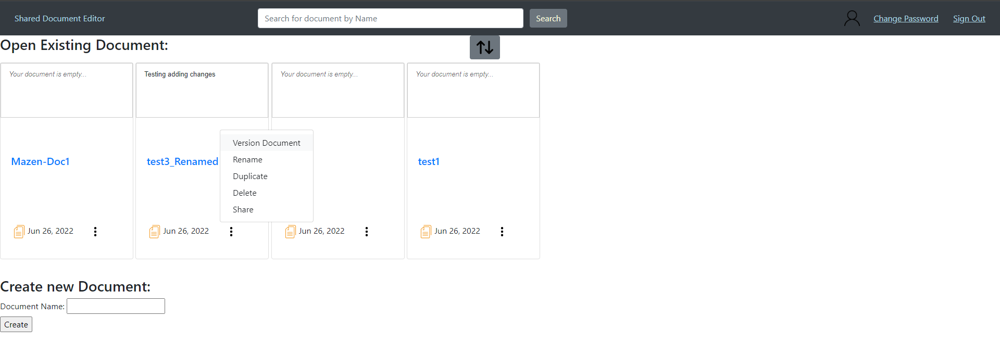 Shared Document Editor
Search for document by Name
Search
Change Password
Sign Out
Open Existing Document:
Your document is empty...
Testing adding changes
Your document is empty...
Your document is empty...
Mazen-Doc1
test3_Renamed
test1
Version Document
Rename
Duplicate
Delete
Share
Jun 26, 2022
Jun 26, 2022
Jun 26, 2022
Jun 26, 2022
Create new Document:
Document Name:
Create